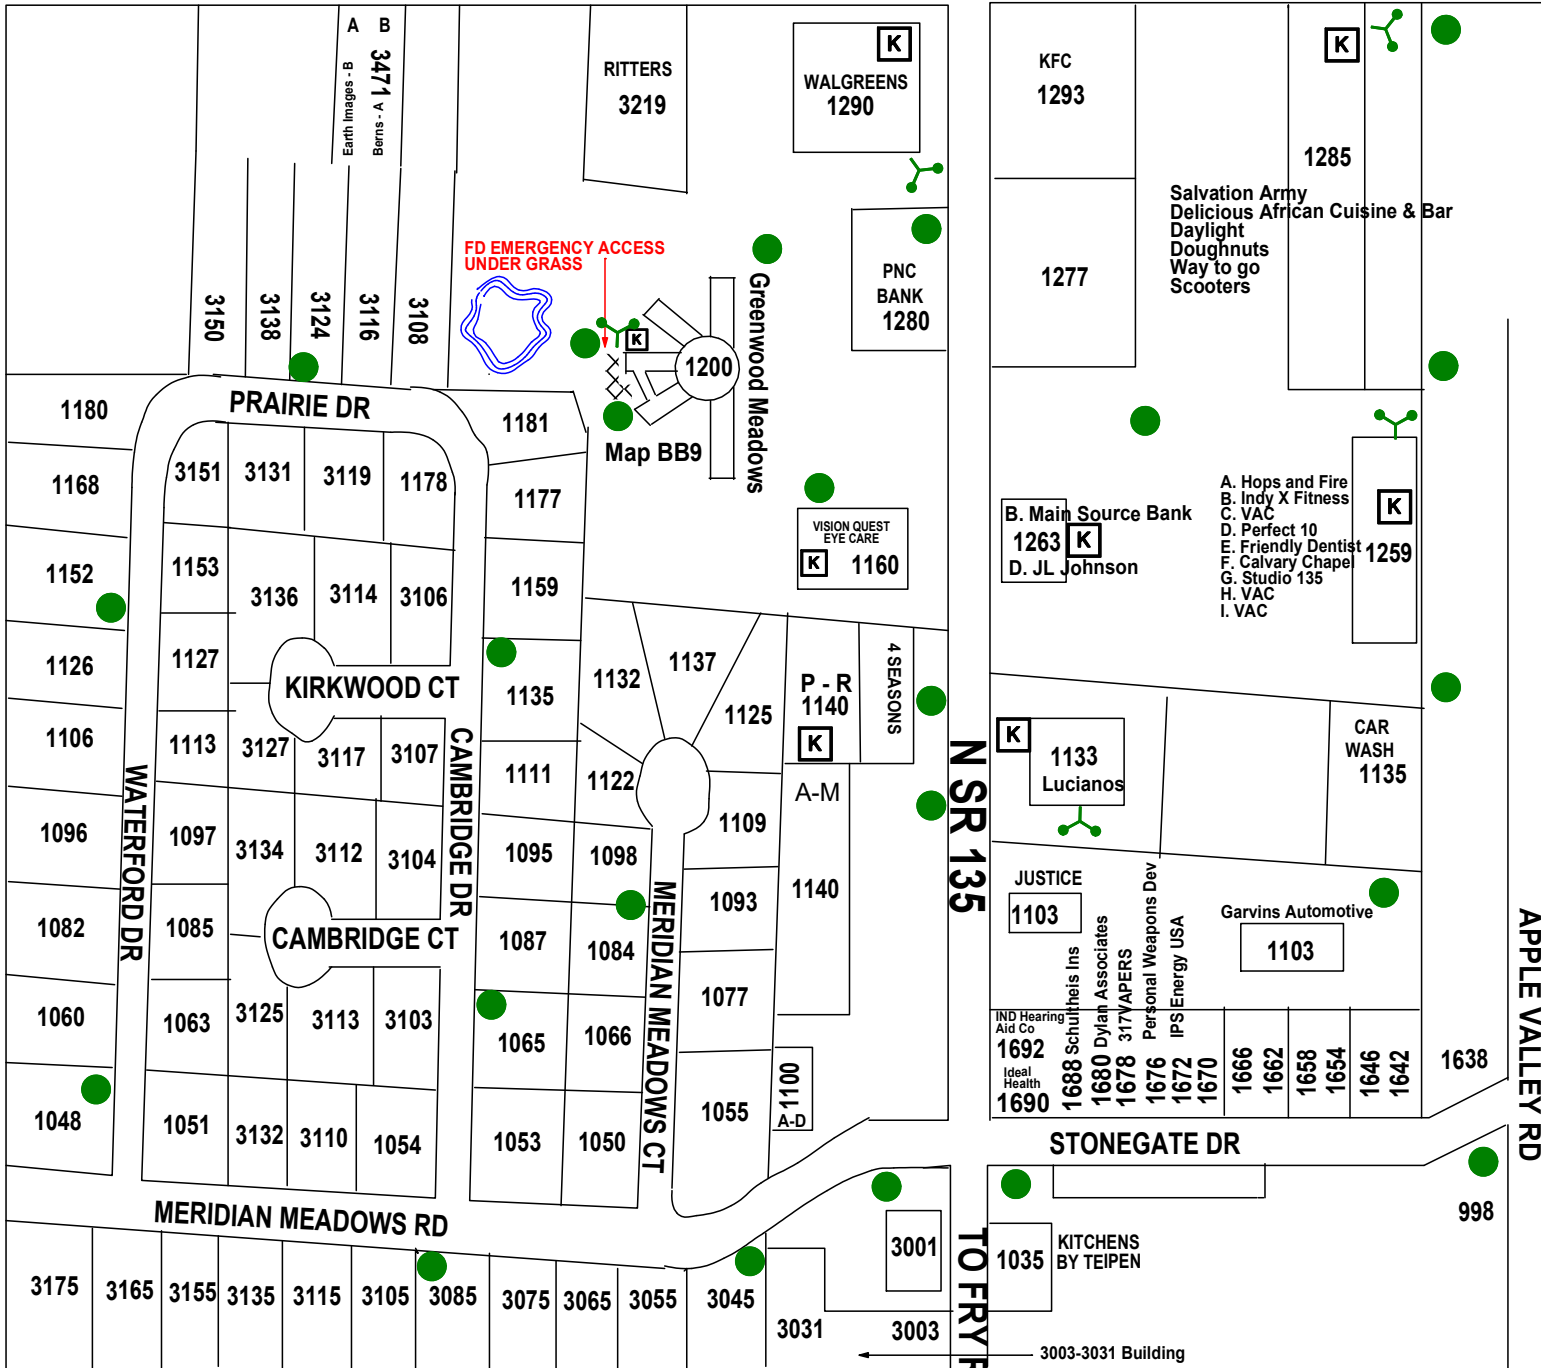 A B
Earth Images - B
Berns - A
3471
RITTERS
3219
K
WALGREENS
1290
KFC
1293
K
1285
Salvation Army
Delicious African Cuisine & Bar
Daylight
Doughnuts
Way to go
Scooters
1277
PNC
BANK
1280
FD EMERGENCY ACCESS
UNDER GRASS
K
1200
Greenwood Meadows
Map BB9
3150
3138
3124
3116
3108
PRAIRIE DR
1180
1181
1168
3151
3131
3119
1178
1177
VISION QUEST
EYE CARE
K
1160
B. Main Source Bank
1263
K
D. JL Johnson
A. Hops and Fire
B. Indy X Fitness
C. VAC
D. Perfect 10
E. Friendly Dentist
F. Calvary Chapel
G. Studio 135
H. VAC
I. VAC
K
1259
1152
1153
3136
3114
3106
1159
1126
1127
KIRKWOOD CT
1135
1132
1137
1125
P - R
1140
K
4 SEASONS
1106
1113
3127
3117
3107
CAMBRIDGE DR
1111
1122
1109
A-M
1140
N SR 135
K
1133
Lucianos
CAR
WASH
1135
WATERFORD DR
1096
1097
3134
3112
3104
1095
1098
1093
MERIDIAN MEADOWS CT
1082
1085
CAMBRIDGE CT
1087
1084
1077
JUSTICE
1103
Garvins Automotive
1103
APPLE VALLEY RD
1060
1063
3125
3113
3103
1065
1066
1055
1100
A-D
IND Hearing
Aid Co
1692
Ideal
Health
1690
1688 Schultheis Ins
1680 Dylan Associates
1678 317VAPERS
1676 Personal Weapons Dev
1672 IPS Energy USA
1670
1666
1662
1658
1654
1646
1642
1638
1048
1051
3132
3110
1054
1053
1050
STONEGATE DR
998
MERIDIAN MEADOWS RD
3001
TO FRY R
1035
KITCHENS
BY TEIPEN
3175
3165
3155
3135
3115
3105
3085
3075
3065
3055
3045
3031
3003
3003-3031 Building